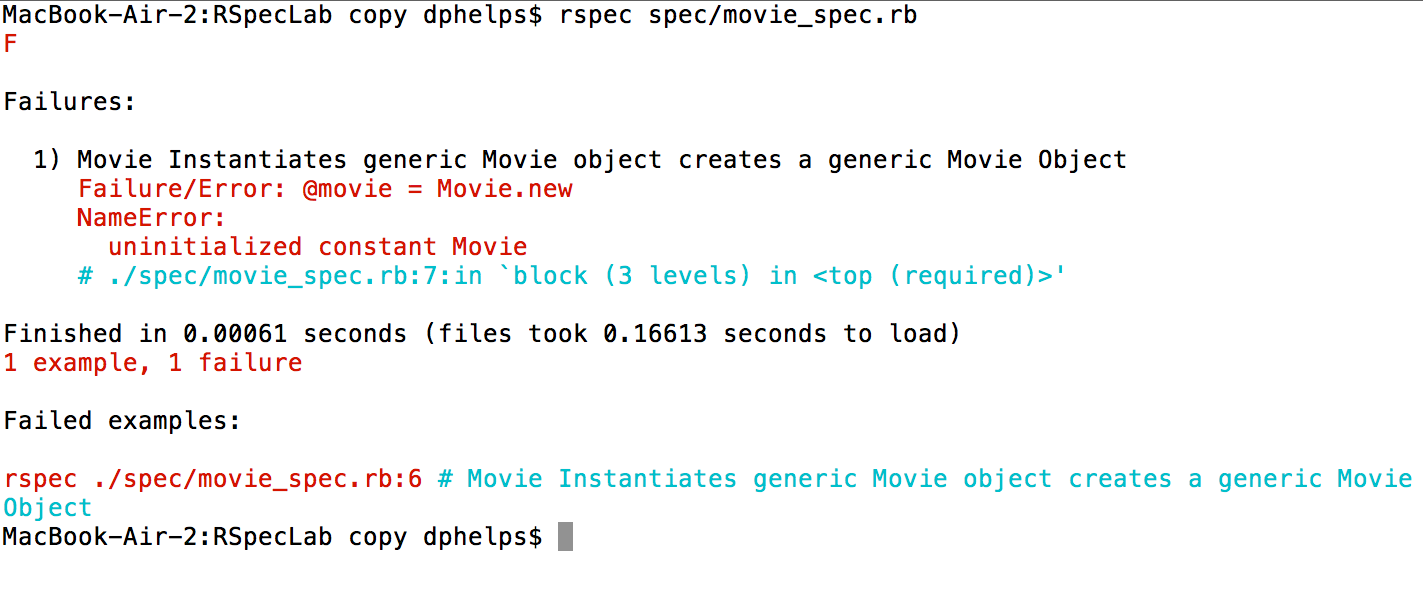 MacBook-Air-2:RSpecLab copy dphelps$ rspec spec/movie_spec.rb
F
Failures:
1) Movie Instantiates generic Movie object creates a generic Movie Object
Failure/Error: @movie = Movie.new
NameError:
uninitialized constant Movie
# ./spec/movie_spec.rb:7:in `block (3 levels) in <top (required)>'
Finished in 0.00061 seconds (files took 0.16613 seconds to load)
1 example, 1 failure
Failed examples:
rspec ./spec/movie_spec.rb:6 # Movie Instantiates generic Movie object creates a generic Movie
Object
MacBook-Air-2:RSpecLab copy dphelps$